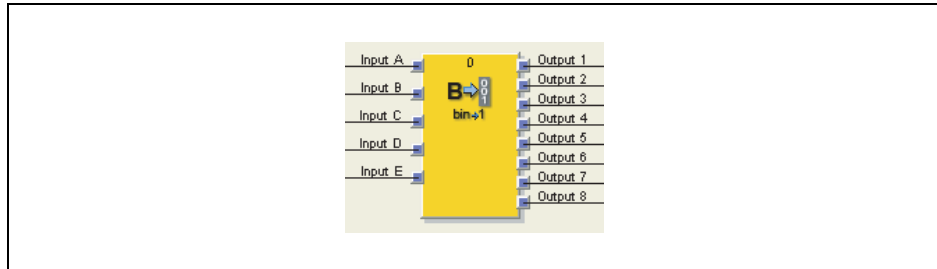 Input A
Input B
Input C
Input D
Input E
0
B 001
bin→1
Output 1
Output 2
Output 3
Output 4
Output 5
Output 6
Output 7
Output 8